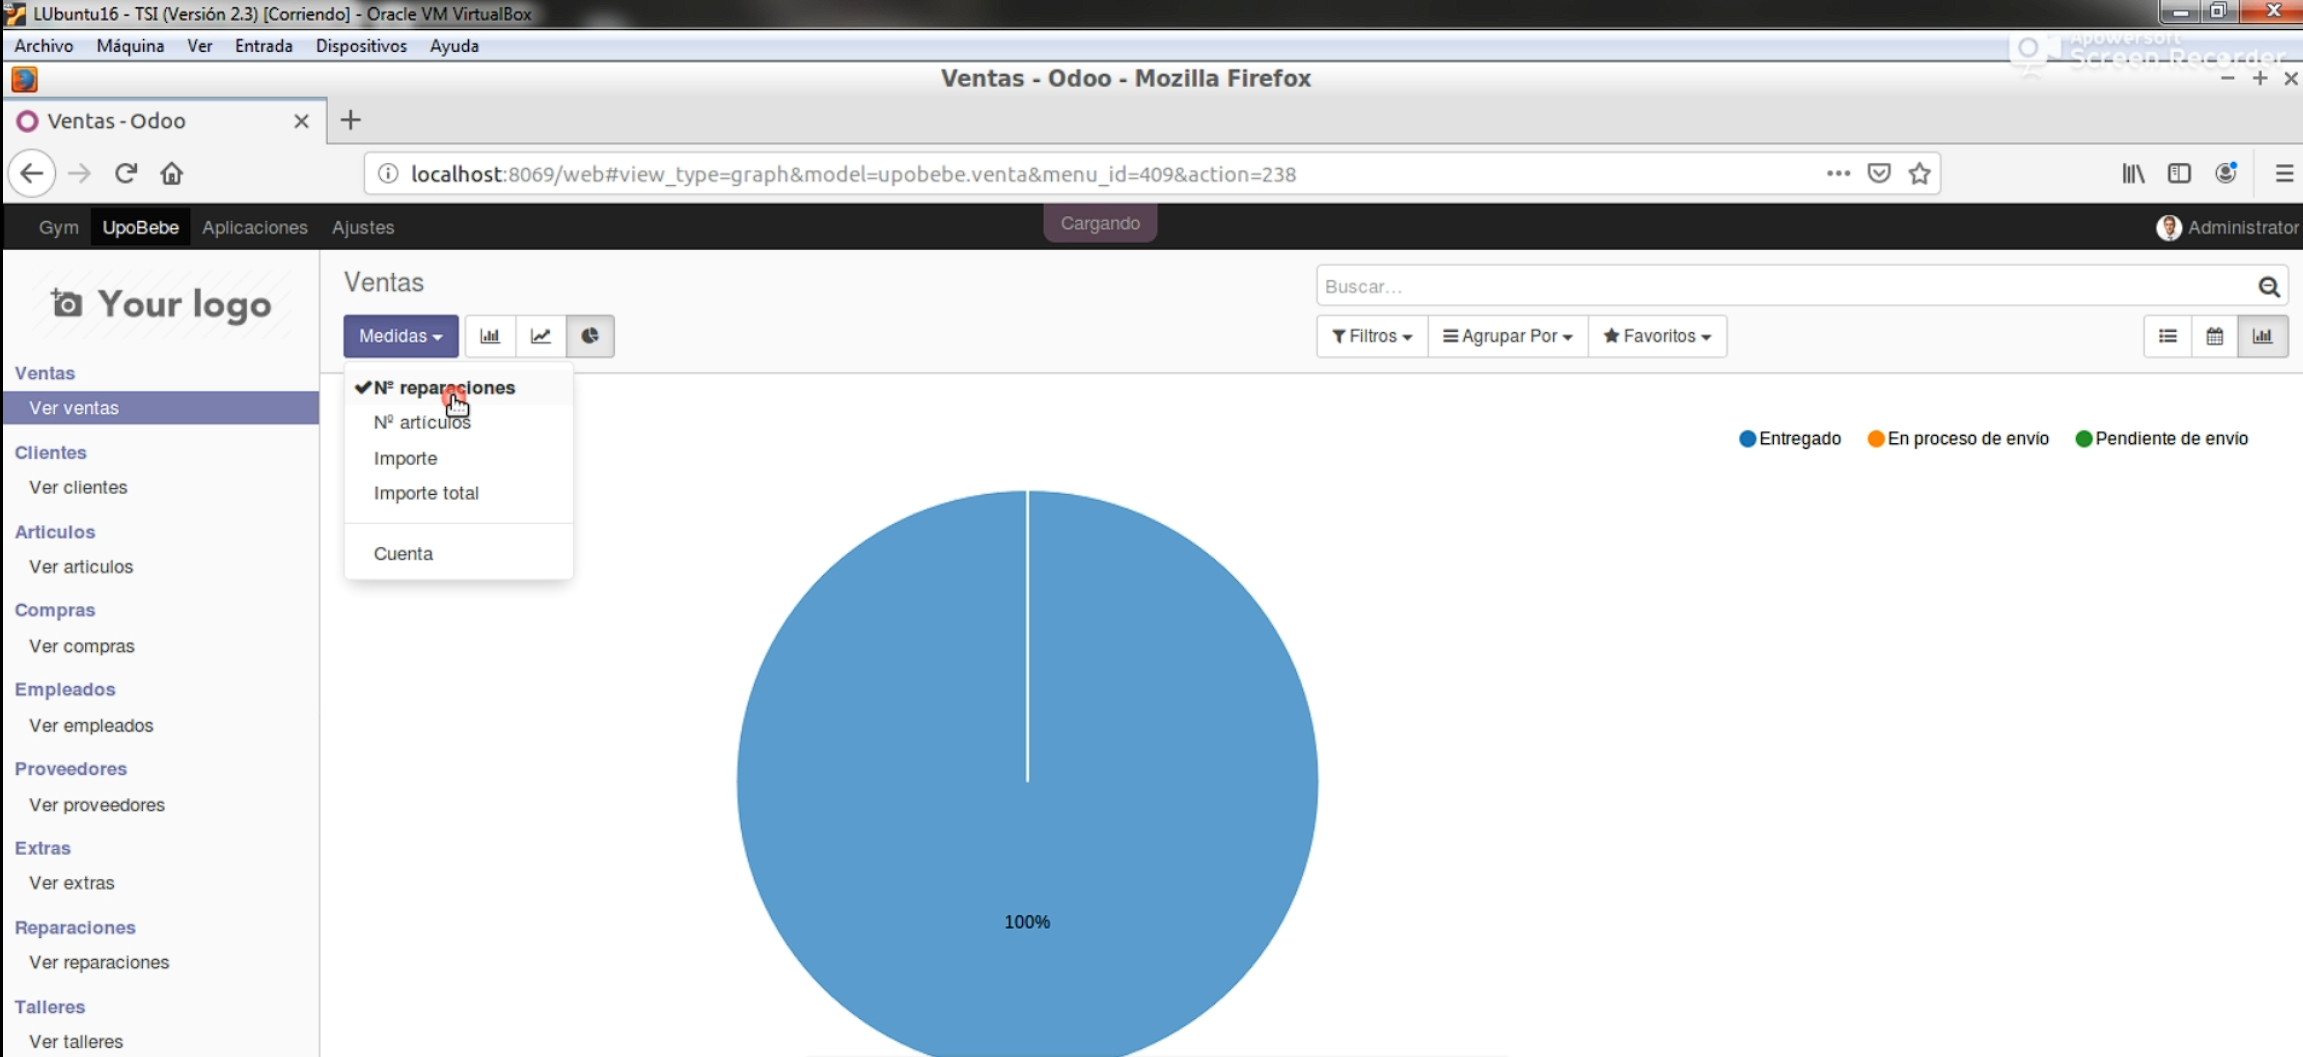 LUbuntu16 - TSI (Versión 2.3) [Corriendo] - Oracle VM VirtualBox
Archivo Máquina Ver Entrada Dispositivos Ayuda
Apowersoft
Screen Recorder
Ventas - Odoo - Mozilla Firefox
Ventas - Odoo
localhost:8069/web#view_type=graph&model=upobebe.venta&menu_id=409&action=238
Gym UpoBebe Aplicaciones Ajustes Cargando Administrator
Your logo
Ventas
Buscar...
Medidas Filtros Agrupar Por Favoritos
Nº reparaciones
Nº artículos
Importe
Importe total
Cuenta
Ventas
Ver ventas
Clientes
Ver clientes
Articulos
Ver articulos
Compras
Ver compras
Empleados
Ver empleados
Proveedores
Ver proveedores
Extras
Ver extras
Reparaciones
Ver reparaciones
Talleres
Ver talleres
Entregado En proceso de envío Pendiente de envío
100%